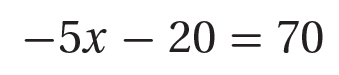 −5x − 20 = 70